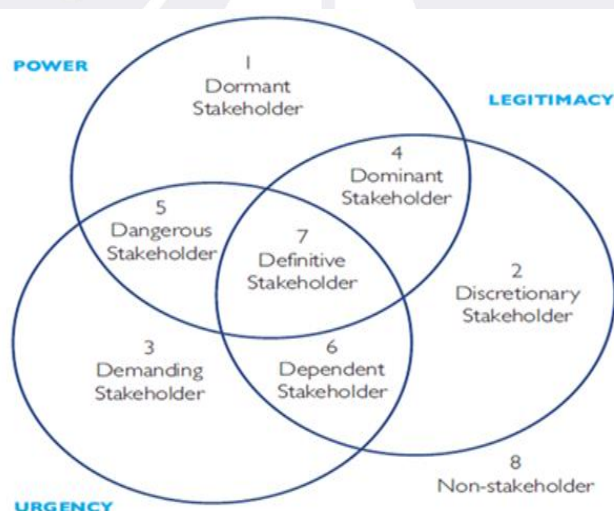 POWER
1
Dormant
Stakeholder
LEGITIMACY
4
Dominant
Stakeholder
5
Dangerous
Stakeholder
7
Definitive
Stakeholder
2
Discretionary
Stakeholder
3
Demanding
Stakeholder
6
Dependent
Stakeholder
8
Non-stakeholder
URGENCY